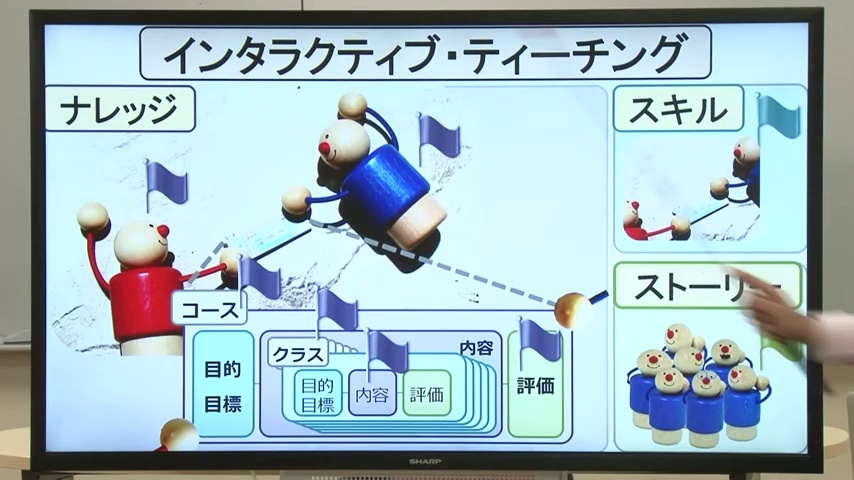 インタラクティブ・ティーチング
ナレッジ
スキル
ストーリー
コース
目的
目標
クラス
内容
目的
目標
内容
評価
評価
SHARP